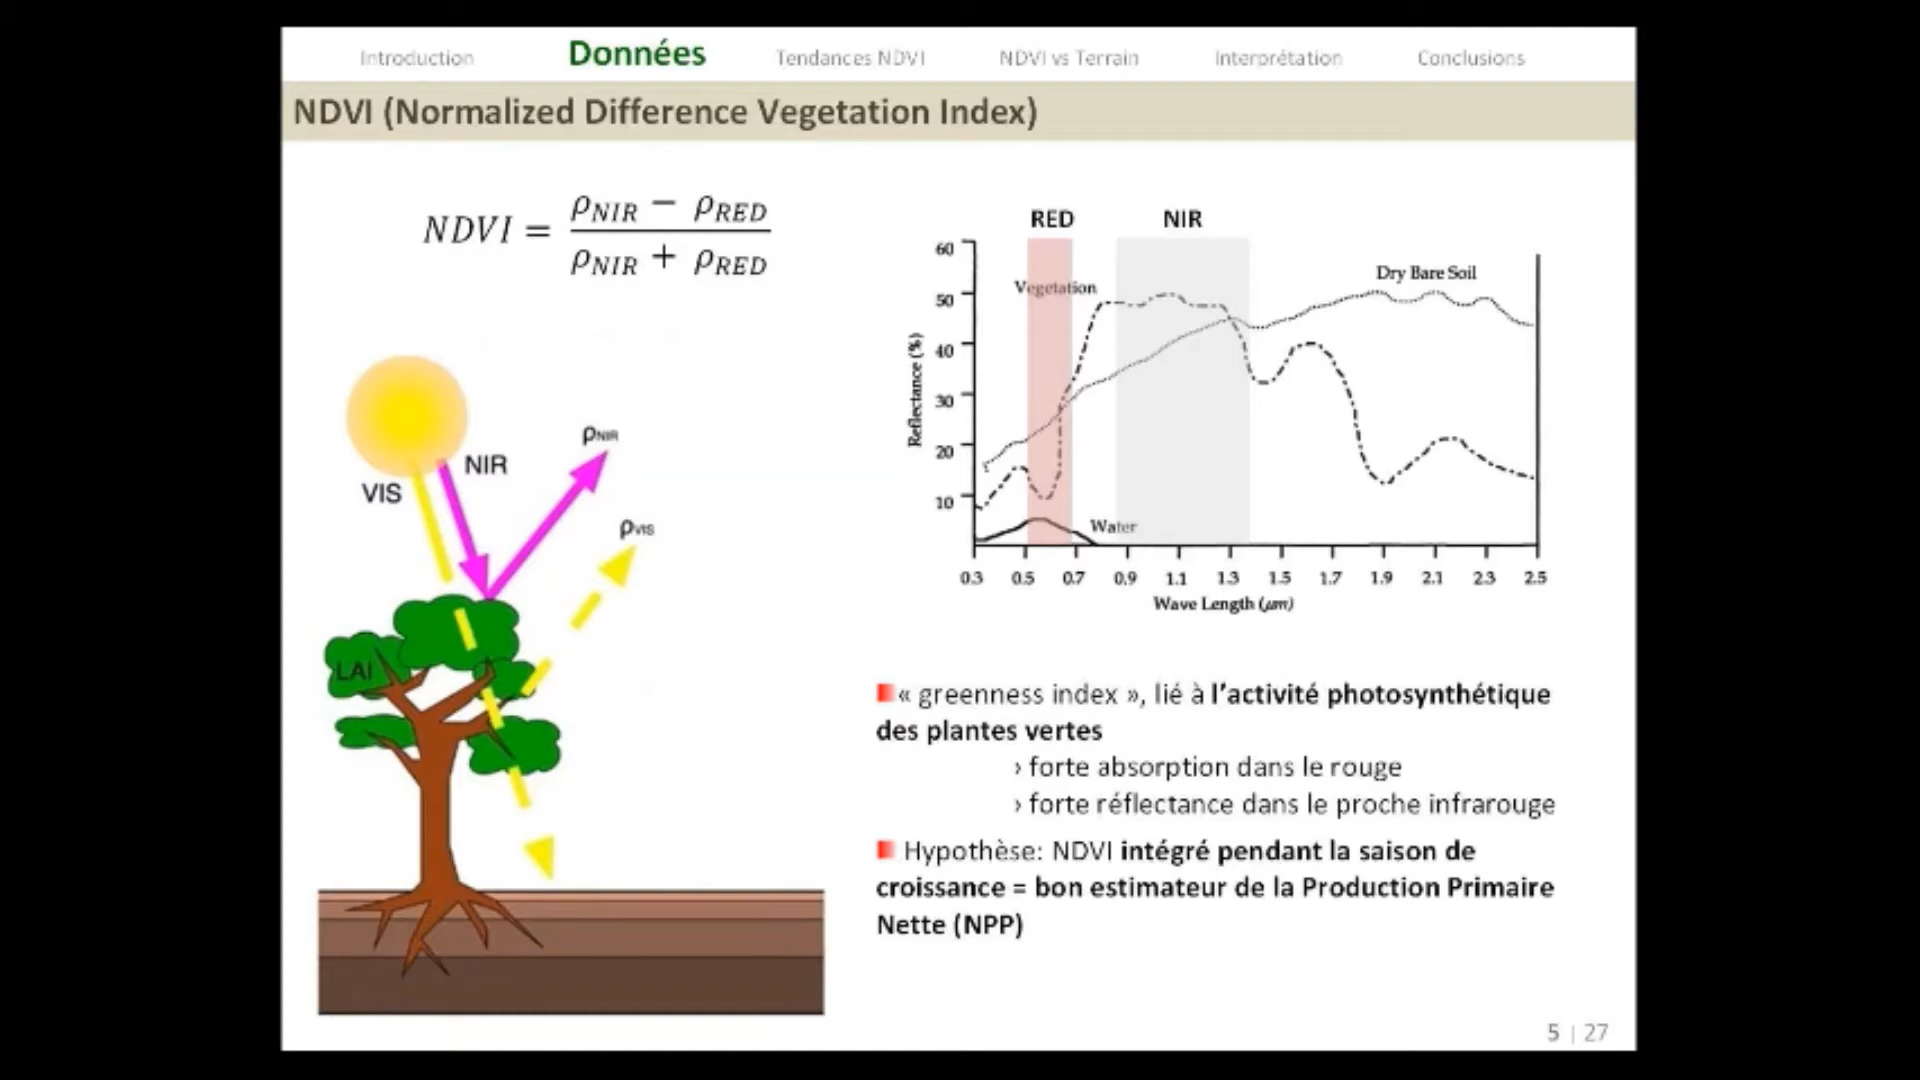 Introduction Données Tendances NDVI NDVI vs Terrain Interprétation Conclusions
NDVI (Normalized Difference Vegetation Index)
NDVI = (ρNIR − ρRED) / (ρNIR + ρRED)
VIS
NIR
ρNIR
ρVIS
LAI
RED NIR
60
50
40
30
20
10
Reflectance (%)
Vegetation
Dry Bare Soil
Water
0.3 0.5 0.7 0.9 1.1 1.3 1.5 1.7 1.9 2.1 2.3 2.5
Wave Length (µm)
« greenness index », lié à l’activité photosynthétique
des plantes vertes
› forte absorption dans le rouge
› forte réflectance dans le proche infrarouge
Hypothèse: NDVI intégré pendant la saison de
croissance = bon estimateur de la Production Primaire
Nette (NPP)
5 | 27